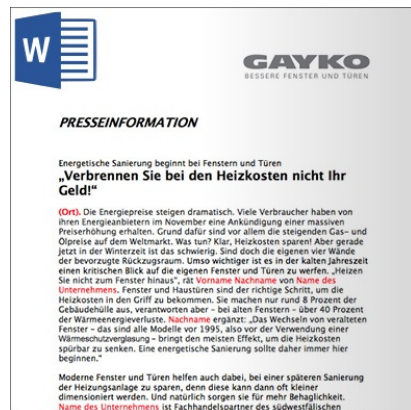 W
GAYKO
BESSERE FENSTER UND TÜREN
PRESSEINFORMATION
Energetische Sanierung beginnt bei Fenstern und Türen
„Verbrennen Sie bei den Heizkosten nicht Ihr
Geld!“
(Ort). Die Energiepreise steigen dramatisch. Viele Verbraucher haben von
ihren Energieanbietern im November eine Ankündigung einer massiven
Preiserhöhung erhalten. Grund dafür sind vor allem die steigenden Gas- und
Ölpreise auf dem Weltmarkt. Was tun? Klar, Heizkosten sparen! Aber gerade
jetzt in der Winterzeit ist das schwierig. Sind doch die eigenen vier Wände
der bevorzugte Rückzugsraum. Umso wichtiger ist es in der kalten Jahreszeit
einen kritischen Blick auf die eigenen Fenster und Türen zu werfen. „Heizen
Sie nicht zum Fenster hinaus“, rät Vorname Nachname von Name des
Unternehmens. Fenster und Haustüren sind der richtige Schritt, um die
Heizkosten in den Griff zu bekommen. Sie machen nur rund 8 Prozent der
Gebäudehülle aus, verantworten aber – bei alten Fenstern – über 40 Prozent
der Wärmeenergieverluste. Nachname ergänzt: „Das Wechseln von veralteten
Fenster – das sind alle Modelle vor 1995, also vor der Verwendung einer
Wärmeschutzverglasung – bringt den meisten Effekt, um die Heizkosten
spürbar zu senken. Eine energetische Sanierung sollte daher immer hier
beginnen.“
Moderne Fenster und Türen helfen auch dabei, bei einer späteren Sanierung
der Heizungsanlage zu sparen, denn diese kann dann oft kleiner
dimensioniert werden. Und natürlich sorgen sie für mehr Behaglichkeit.
Name des Unternehmens ist Fachhandelspartner des südwestfälischen